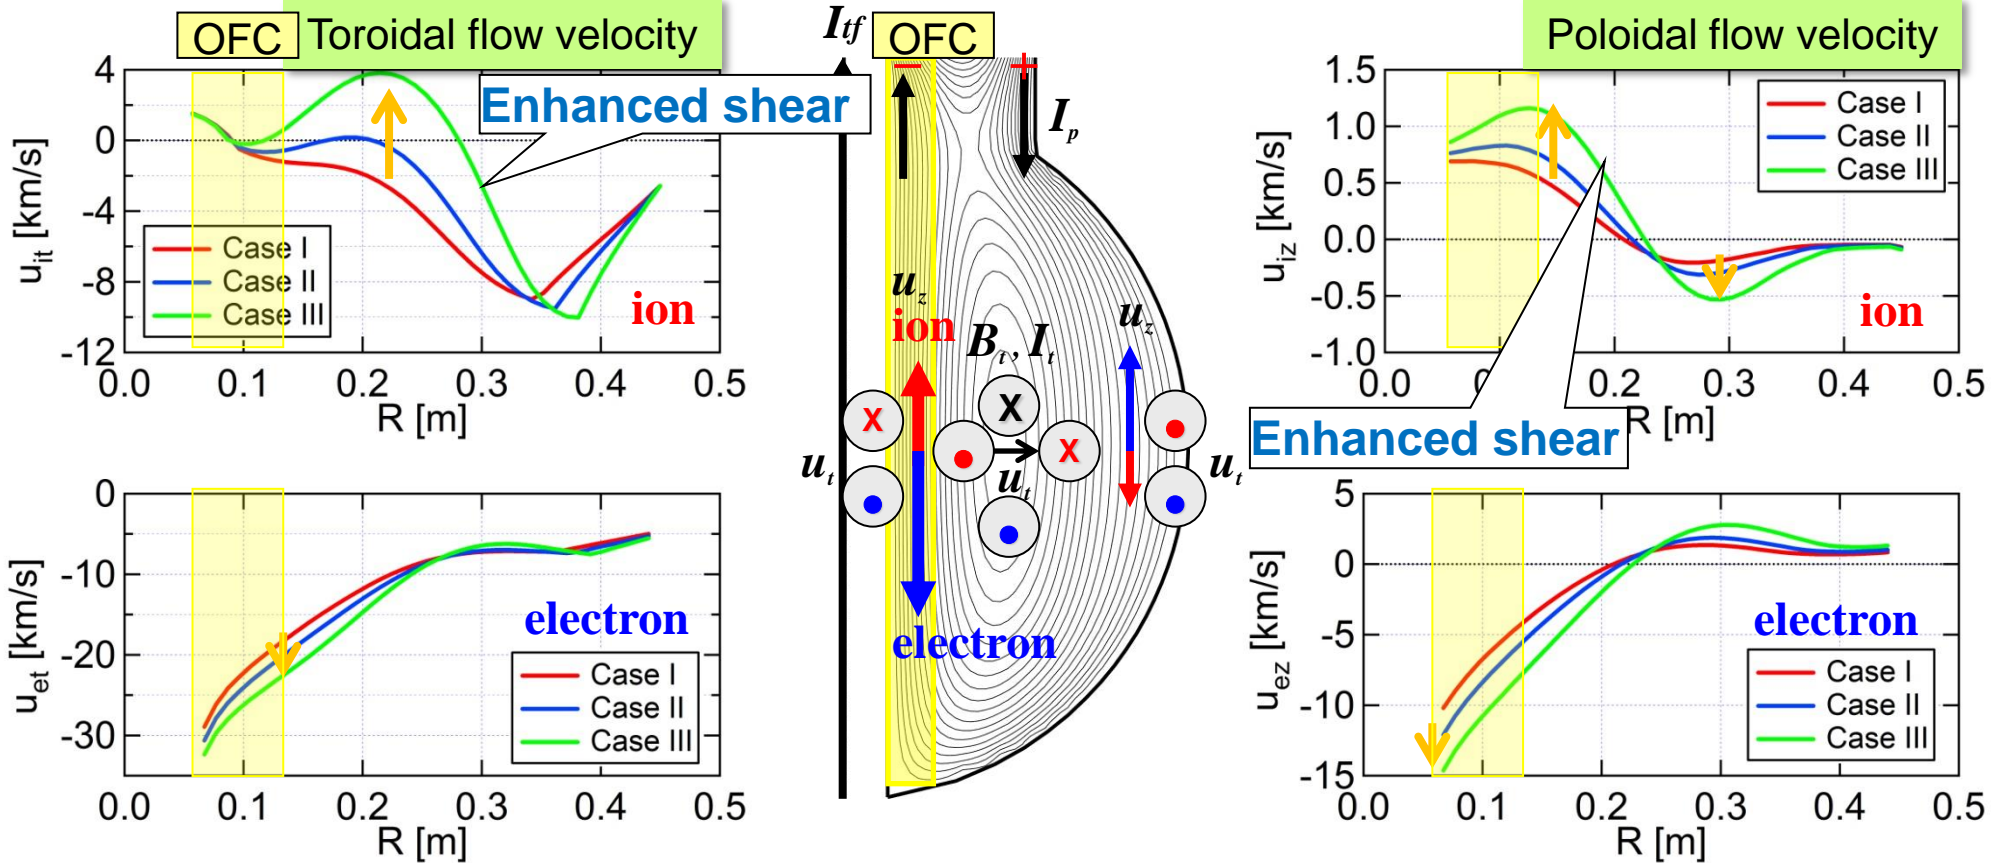 OFC
Toroidal flow velocity
4
0
-4
-8
-12
u_it [km/s]
Case I
Case II
Case III
ion
Enhanced shear
0.0 0.1 0.2 0.3 0.4 0.5
R [m]
0
-10
-20
-30
u_et [km/s]
electron
Case I
Case II
Case III
0.0 0.1 0.2 0.3 0.4 0.5
R [m]
I_tf
OFC
− +
I_p
u_z
ion
B_t, I_t
u_z
X X X
u_t u_t u_t
electron
Poloidal flow velocity
1.5
1.0
0.5
0.0
-0.5
-1.0
u_iz [km/s]
Case I
Case II
Case III
ion
0.0 0 0.2 0.3 0.4 0.5
R [m]
Enhanced shear
5
0
-5
-10
-15
u_ez [km/s]
electron
Case I
Case II
Case III
0.0 0.1 0.2 0.3 0.4 0.5
R [m]